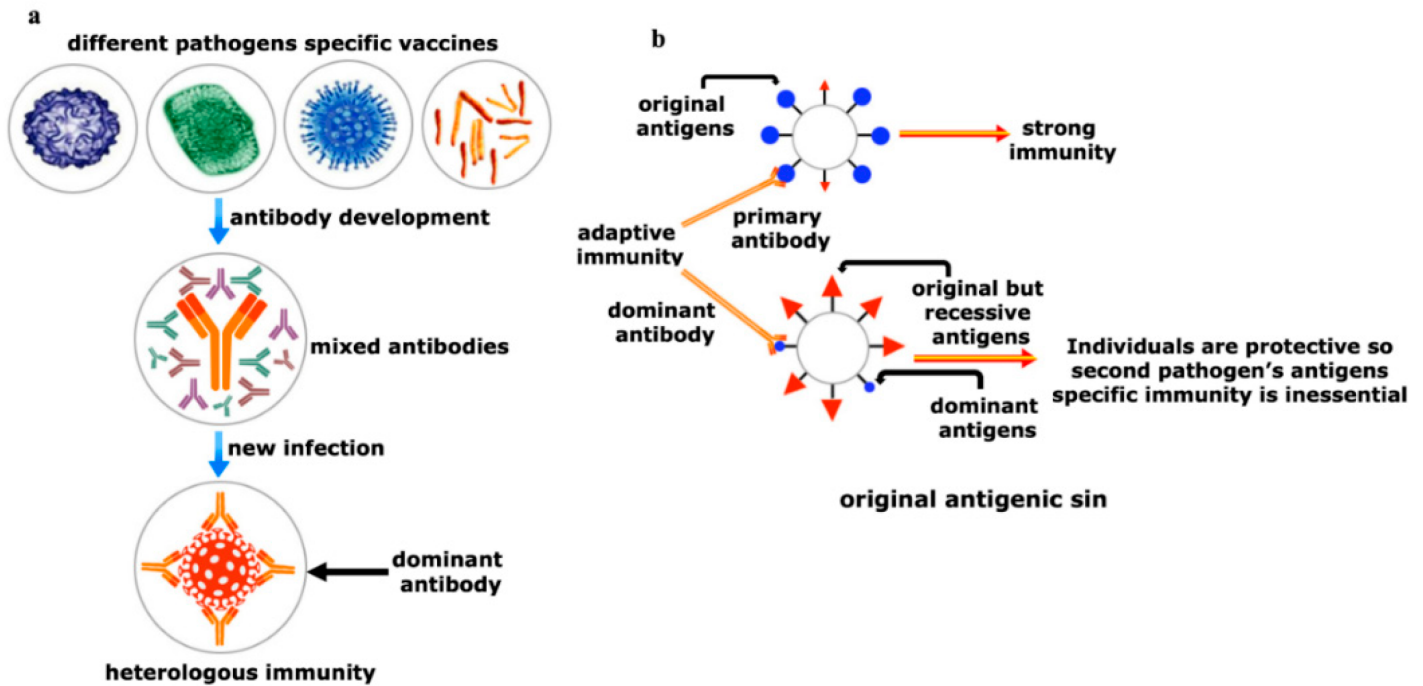 a
different pathogens specific vaccines
antibody development
mixed antibodies
new infection
dominant
antibody
heterologous immunity
b
original
antigens
strong
immunity
primary
antibody
adaptive
immunity
dominant
antibody
original but
recessive
antigens
Individuals are protective so
second pathogen's antigens
specific immunity is inessential
dominant
antigens
original antigenic sin